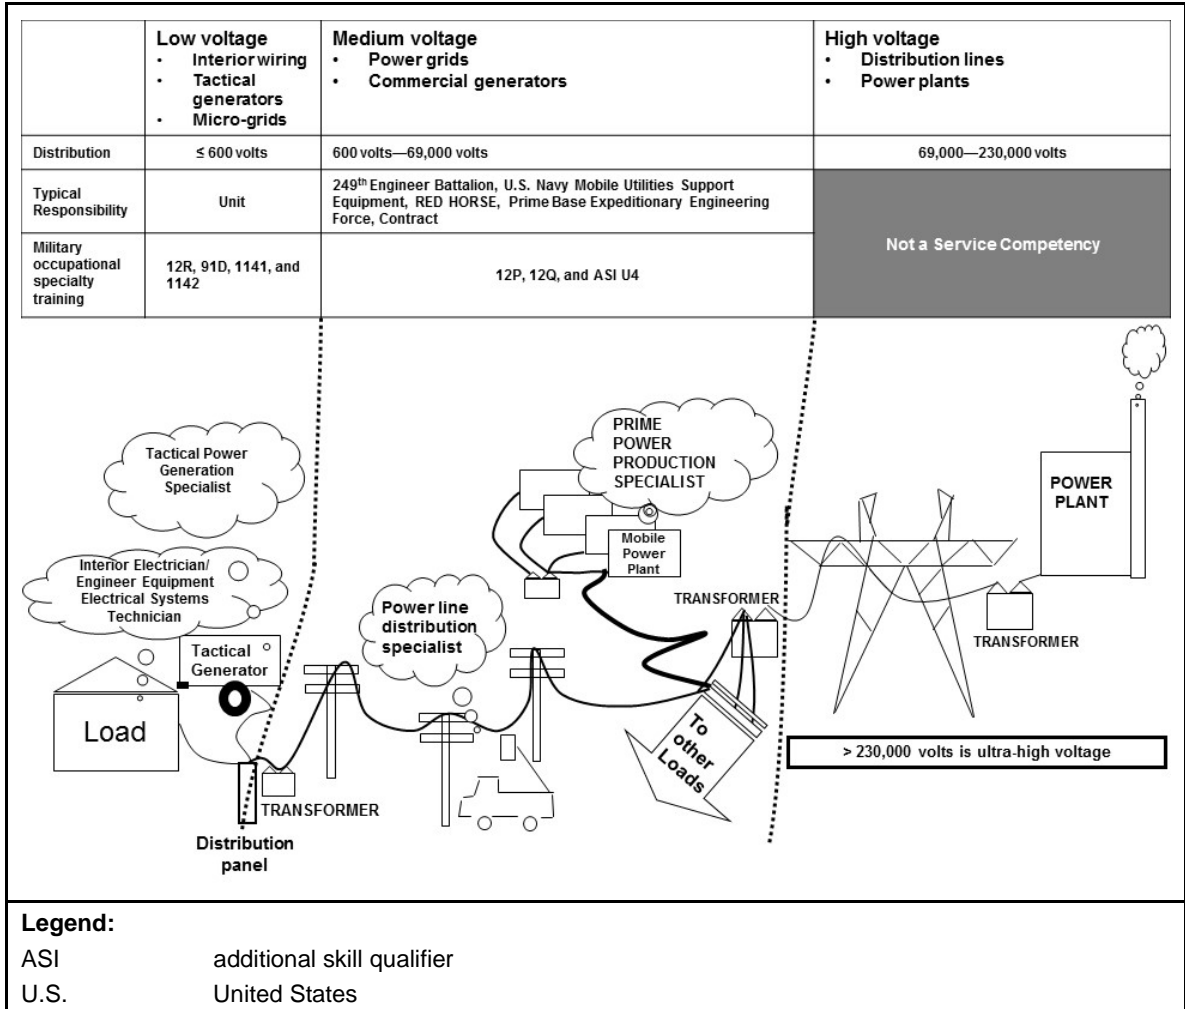 Low voltage
• Interior wiring
• Tactical
generators
• Micro-grids
Medium voltage
• Power grids
• Commercial generators
High voltage
• Distribution lines
• Power plants
Distribution
≤ 600 volts
600 volts—69,000 volts
69,000—230,000 volts
Typical
Responsibility
Unit
249th Engineer Battalion, U.S. Navy Mobile Utilities Support
Equipment, RED HORSE, Prime Base Expeditionary Engineering
Force, Contract
Not a Service Competency
Military
occupational
specialty
training
12R, 91D, 1141, and
1142
12P, 12Q, and ASI U4
Tactical Power
Generation
Specialist
PRIME
POWER
PRODUCTION
SPECIALIST
POWER
PLANT
Mobile
Power
Plant
Interior Electrician/
Engineer Equipment
Electrical Systems
Technician
Power line
distribution
specialist
TRANSFORMER
TRANSFORMER
Tactical
Generator
Load
To
other
Loads
> 230,000 volts is ultra-high voltage
TRANSFORMER
Distribution
panel
Legend:
ASI additional skill qualifier
U.S. United States